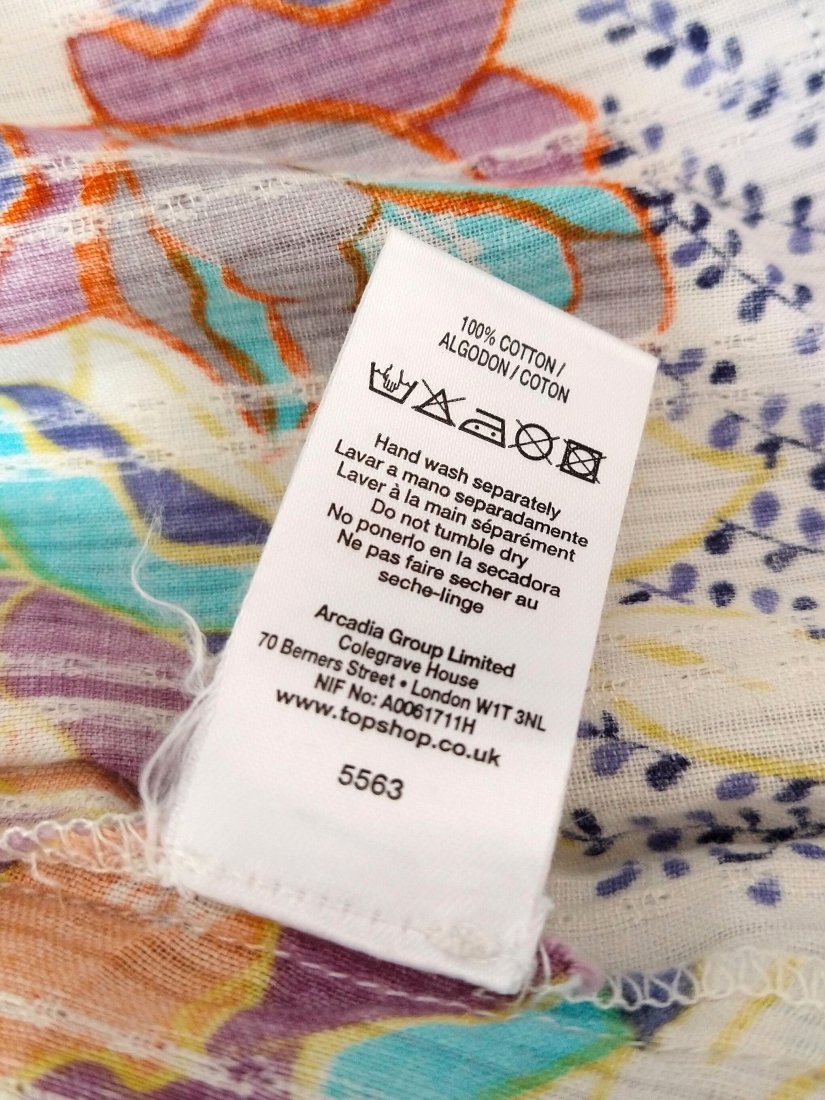 100% COTTON /
ALGODON / COTON
Hand wash separately
Lavar a mano separadamente
Laver à la main séparément
Do not tumble dry
No ponerlo en la secadora
Ne pas faire secher au
seche-linge
Arcadia Group Limited
Colegrave House
70 Berners Street • London W1T 3NL
NIF No: A0061711H
www.topshop.co.uk
5563